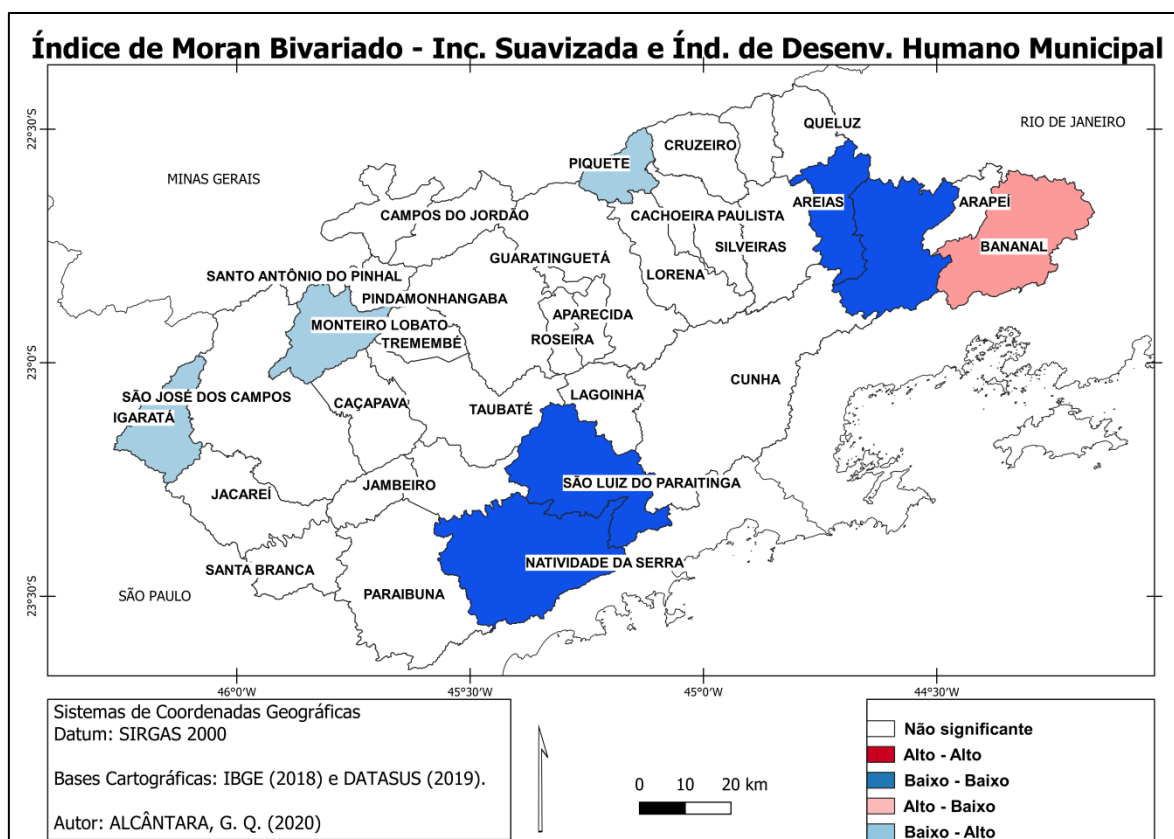 Índice de Moran Bivariado - Inc. Suavizada e Índ. de Desenv. Humano Municipal
22°30'S
23°0'S
23°30'S
MINAS GERAIS
RIO DE JANEIRO
SÃO PAULO
QUELUZ
CRUZEIRO
PIQUETE
AREIAS
ARAPEÍ
CAMPOS DO JORDÃO
CACHOEIRA PAULISTA
SILVEIRAS
BANANAL
GUARATINGUETÁ
SANTO ANTÔNIO DO PINHAL
LORENA
PINDAMONHANGABA
APARECIDA
MONTEIRO LOBATO
TREMEMBÉ
ROSEIRA
CUNHA
SÃO JOSÉ DOS CAMPOS
LAGOINHA
CAÇAPAVA
TAUBATÉ
IGARATÁ
SÃO LUIZ DO PARAITINGA
JAMBEIRO
JACAREÍ
NATIVIDADE DA SERRA
SANTA BRANCA
PARAIBUNA
46°0'W
45°30'W
45°0'W
44°30'W
Sistemas de Coordenadas Geográficas
Datum: SIRGAS 2000
Bases Cartográficas: IBGE (2018) e DATASUS (2019).
Autor: ALCÂNTARA, G. Q. (2020)
0 10 20 km
Não significante
Alto - Alto
Baixo - Baixo
Alto - Baixo
Baixo - Alto